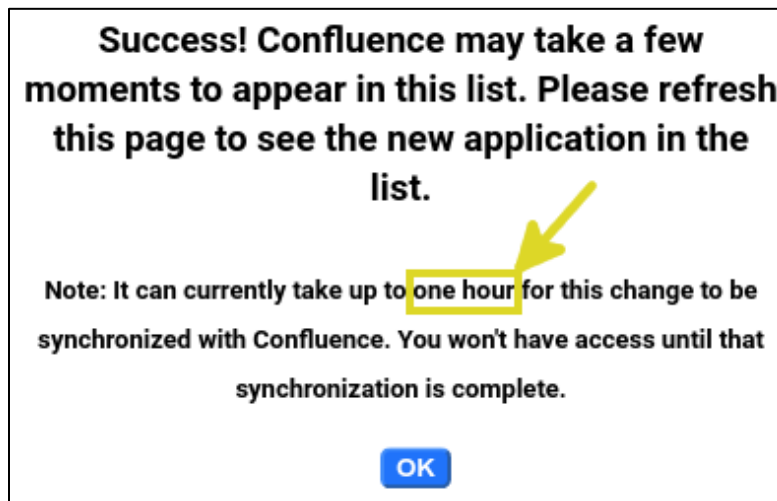 Success! Confluence may take a few
moments to appear in this list. Please refresh
this page to see the new application in the
list.
Note: It can currently take up to one hour for this change to be
synchronized with Confluence. You won't have access until that
synchronization is complete.
OK